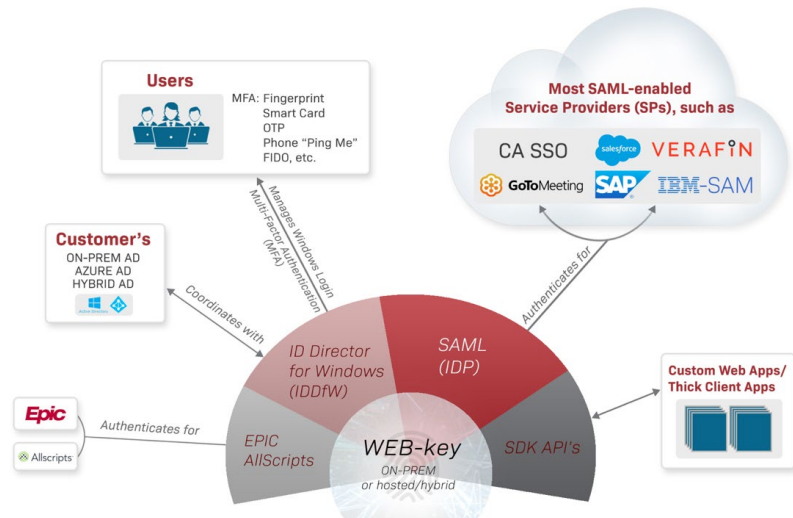 Users
MFA: Fingerprint
Smart Card
OTP
Phone “Ping Me”
FIDO, etc.
Most SAML-enabled
Service Providers (SPs), such as
CA SSO
salesforce
VERAFIN
GoToMeeting
SAP
IBM-SAM
Customer’s
ON-PREM AD
AZURE AD
HYBRID AD
Active Directory
Manages Windows Login
Multi-Factor Authentication
(MFA)
Coordinates with
Authenticates for
ID Director
for Windows
(IDDfW)
SAML
(IDP)
Custom Web Apps/
Thick Client Apps
Epic
Allscripts
Authenticates for
EPIC
AllScripts
WEB-key
ON-PREM
or hosted/hybrid
SDK API's